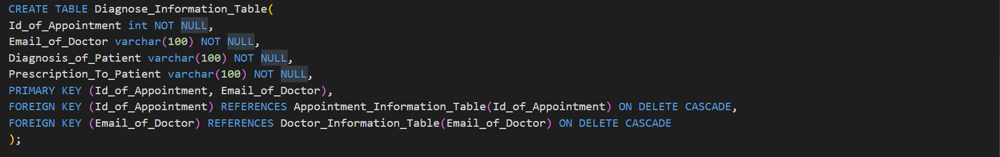 CREATE TABLE Diagnose_Information_Table(
Id_of_Appointment int NOT NULL,
Email_of_Doctor varchar(100) NOT NULL,
Diagnosis_of_Patient varchar(100) NOT NULL,
Prescription_To_Patient varchar(100) NOT NULL,
PRIMARY KEY (Id_of_Appointment, Email_of_Doctor),
FOREIGN KEY (Id_of_Appointment) REFERENCES Appointment_Information_Table(Id_of_Appointment) ON DELETE CASCADE,
FOREIGN KEY (Email_of_Doctor) REFERENCES Doctor_Information_Table(Email_of_Doctor) ON DELETE CASCADE
);